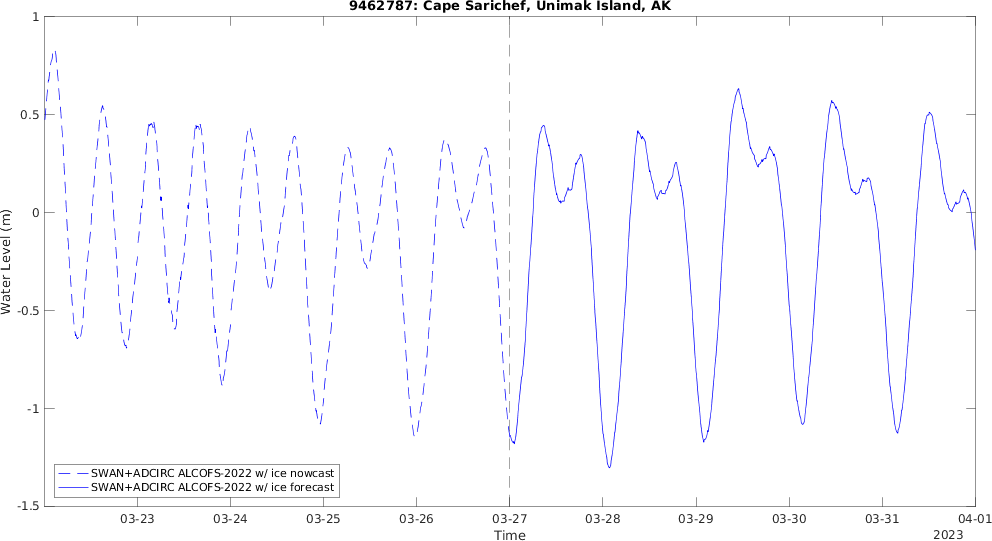 9462787: Cape Sarichef, Unimak Island, AK
1
0.5
0
-0.5
-1
-1.5
Water Level (m)
SWAN+ADCIRC ALCOFS-2022 w/ ice nowcast
SWAN+ADCIRC ALCOFS-2022 w/ ice forecast
03-23 03-24 03-25 03-26 03-27 03-28 03-29 03-30 03-31 04-01
Time
2023